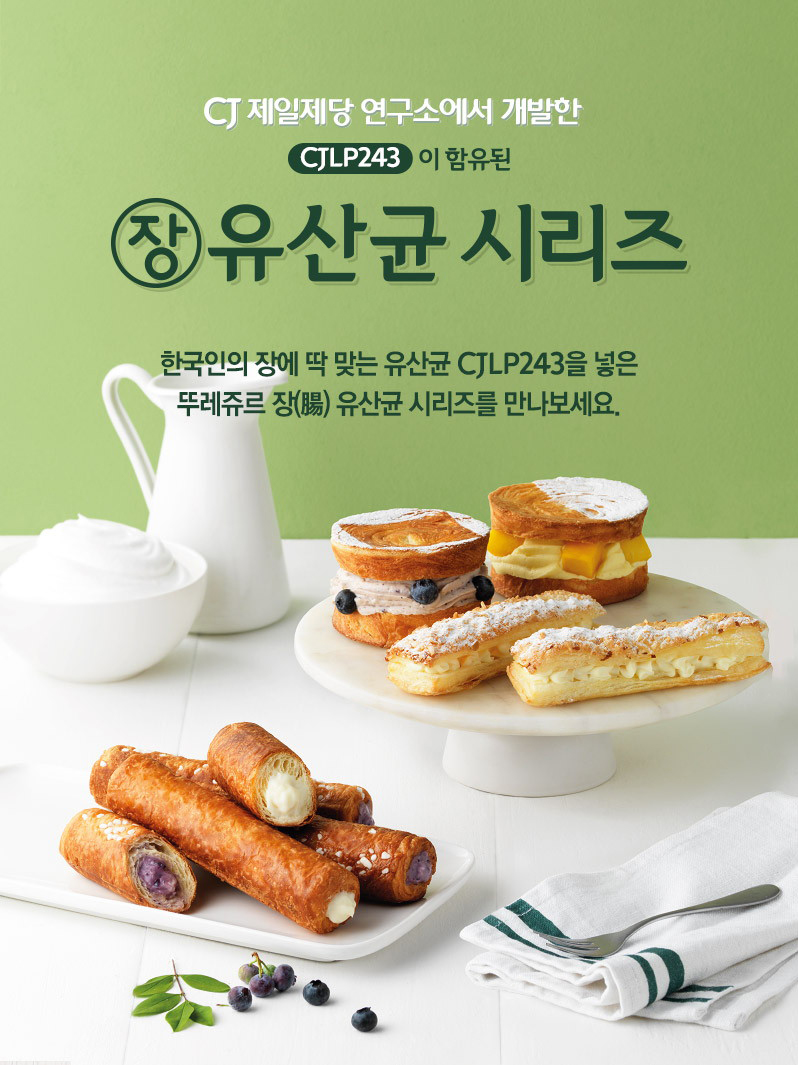 CJ 제일제당 연구소에서 개발한
CJLP243 이 함유된
장 유산균 시리즈
한국인의 장에 딱 맞는 유산균 CJLP243을 넣은
뚜레쥬르 장(腸) 유산균 시리즈를 만나보세요.